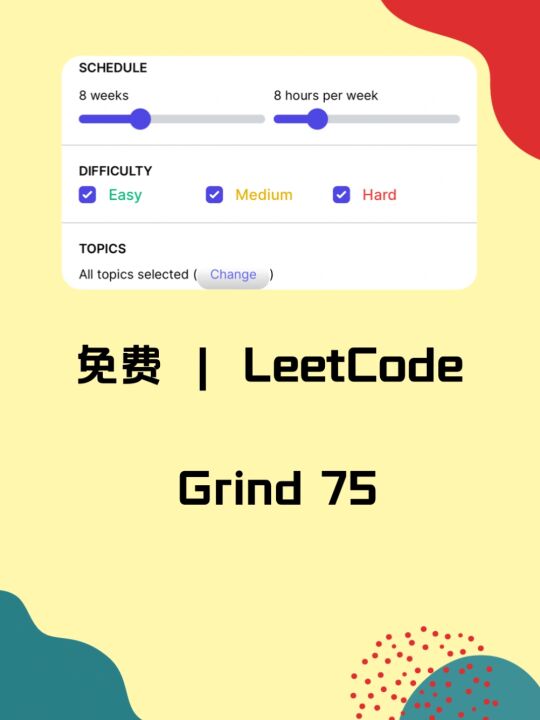 SCHEDULE
8 weeks 8 hours per week
DIFFICULTY
Easy Medium Hard
TOPICS
All topics selected ( Change )
免费 | LeetCode
Grind 75